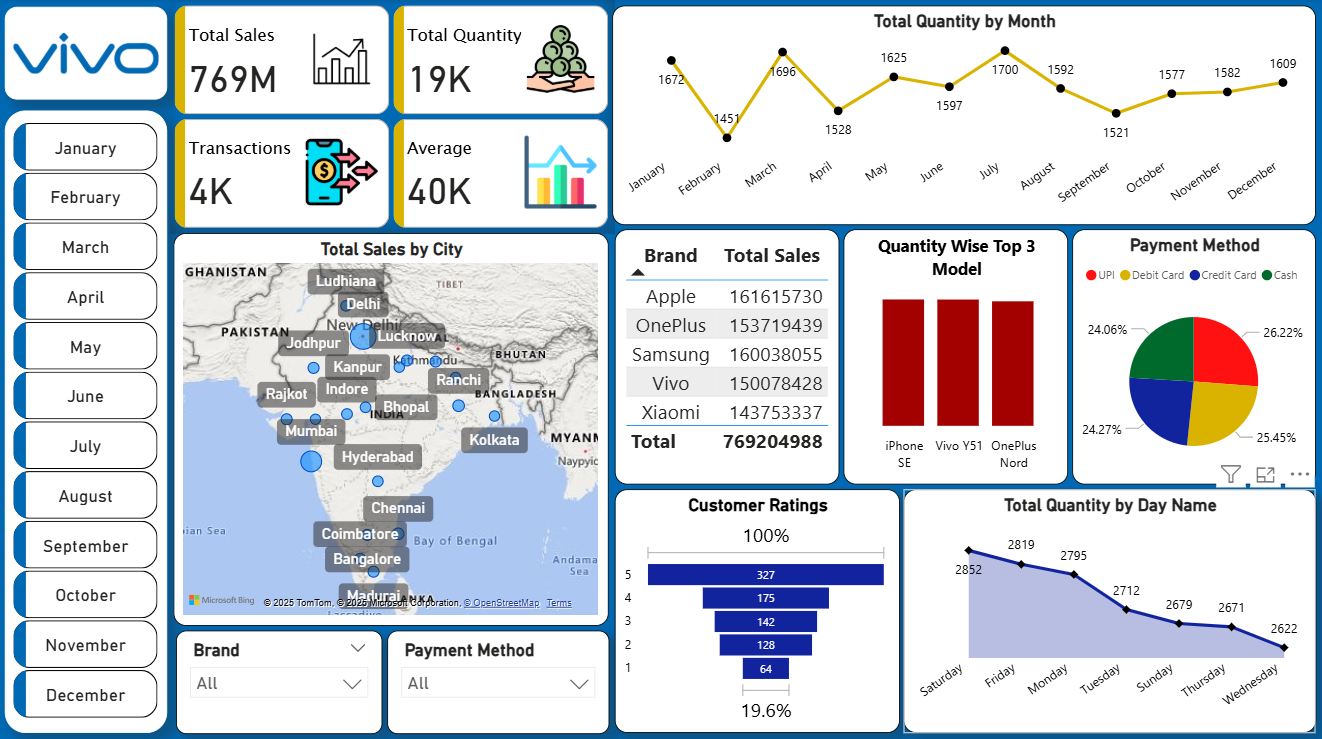 vivo
January
February
March
April
May
June
July
August
September
October
November
December
Total Sales
769M
Total Quantity
19K
Transactions
4K
Average
40K
Total Quantity by Month
1672
1451
1696
1528
1625
1597
1700
1592
1521
1577
1582
1609
January
February
March
April
May
June
July
August
September
October
November
December
Total Sales by City
GHANISTAN
TIBET
Ludhiana
Delhi
New Delhi
PAKISTAN
Jodhpur
Lucknow
Kathmandu
BHUTAN
Kanpur
Ranchi
Rajkot
Indore
BANGLADESH
Bhopal
INDIA
Mumbai
Kolkata
MYANM
Hyderabad
Naypyic
Chennai
ian Sea
Coimbatore
Bay of Bengal
Bangalore
Andama
Sea
Madurai
LANKA
Microsoft Bing
© 2025 TomTom, © 2025 Microsoft Corporation, © OpenStreetMap Terms
Brand
All
Payment Method
All
Brand Total Sales
Apple 161615730
OnePlus 153719439
Samsung 160038055
Vivo 150078428
Xiaomi 143753337
Total 769204988
Quantity Wise Top 3
Model
iPhone
SE
Vivo Y51
OnePlus
Nord
Payment Method
UPI Debit Card Credit Card Cash
24.06%
26.22%
24.27%
25.45%
Customer Ratings
100%
5 327
4 175
3 142
2 128
1 64
19.6%
Total Quantity by Day Name
2852
2819
2795
2712
2679
2671
2622
Saturday
Friday
Monday
Tuesday
Sunday
Thursday
Wednesday